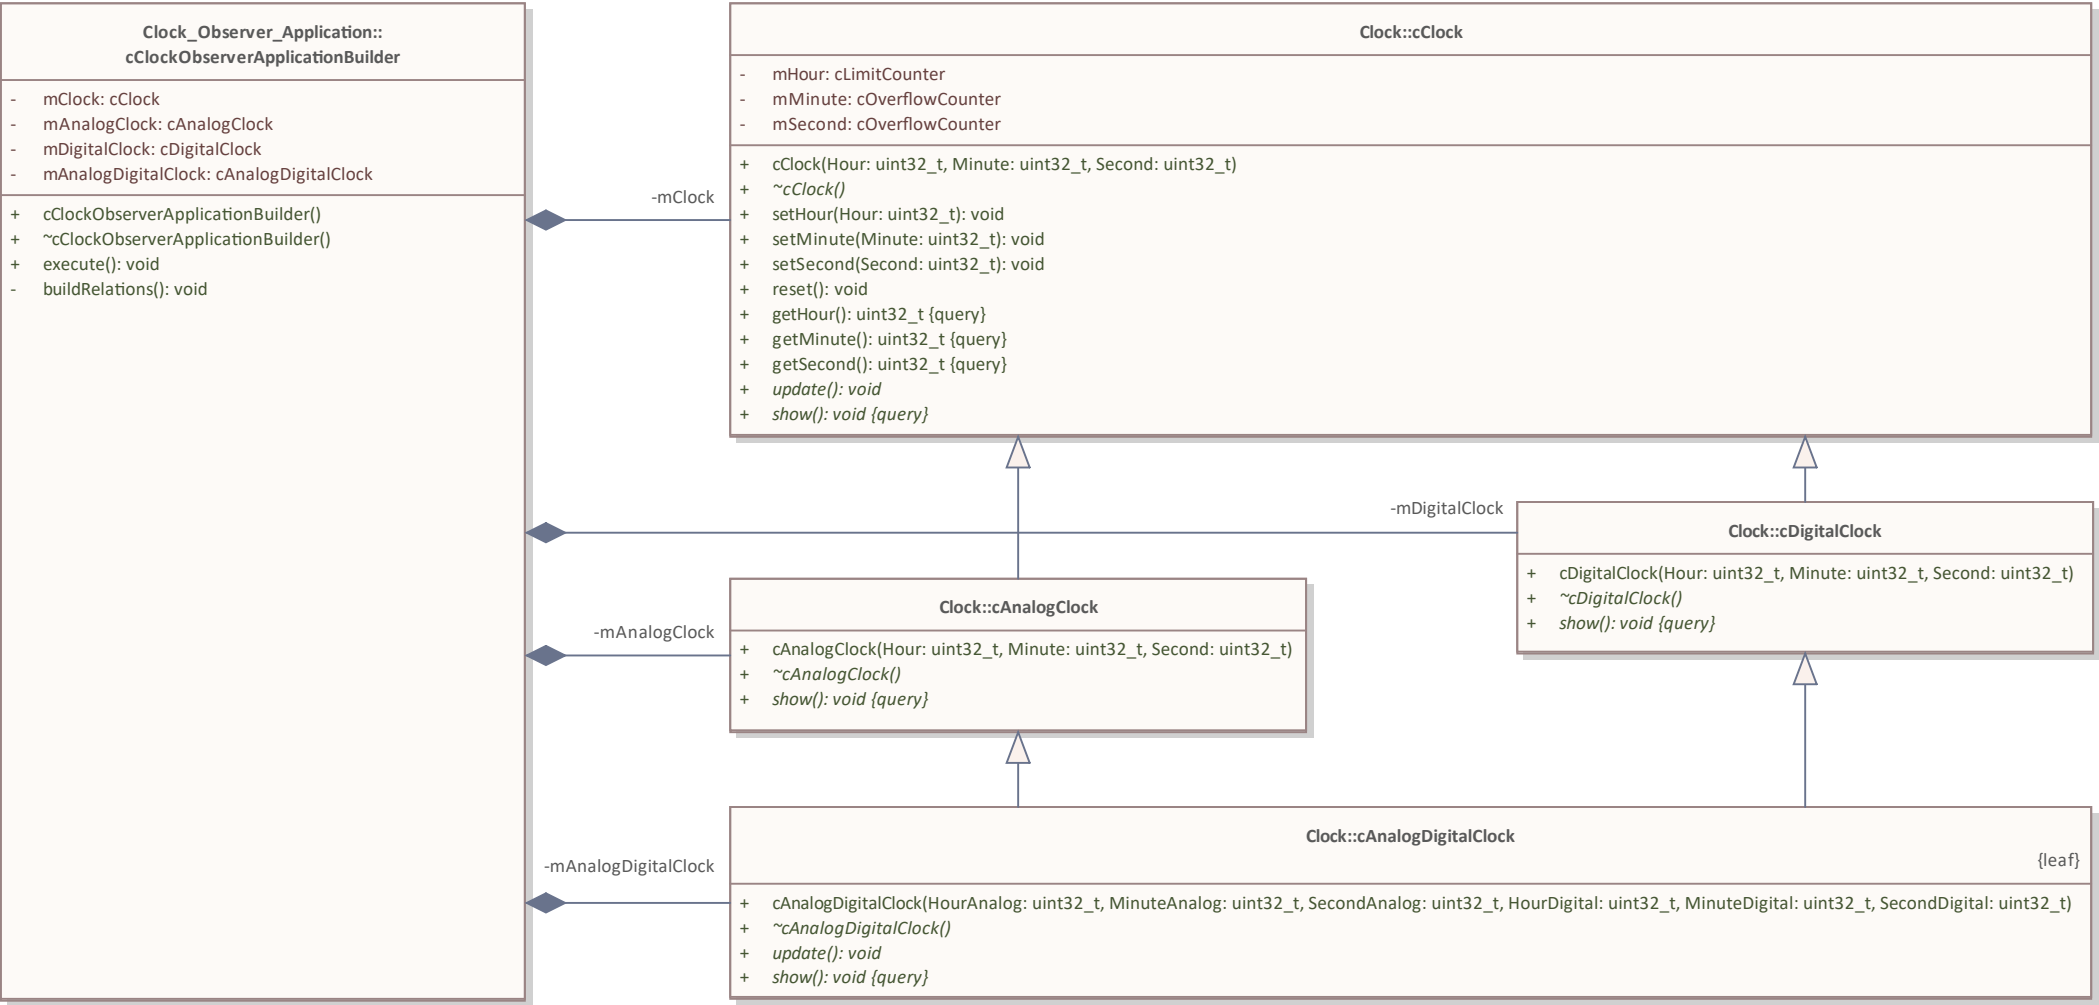 Clock_Observer_Application::
cClockObserverApplicationBuilder
- mClock: cClock
- mAnalogClock: cAnalogClock
- mDigitalClock: cDigitalClock
- mAnalogDigitalClock: cAnalogDigitalClock
+ cClockObserverApplicationBuilder()
+ ~cClockObserverApplicationBuilder()
+ execute(): void
- buildRelations(): void
-mClock
Clock::cClock
- mHour: cLimitCounter
- mMinute: cOverflowCounter
- mSecond: cOverflowCounter
+ cClock(Hour: uint32_t, Minute: uint32_t, Second: uint32_t)
+ ~cClock()
+ setHour(Hour: uint32_t): void
+ setMinute(Minute: uint32_t): void
+ setSecond(Second: uint32_t): void
+ reset(): void
+ getHour(): uint32_t {query}
+ getMinute(): uint32_t {query}
+ getSecond(): uint32_t {query}
+ update(): void
+ show(): void {query}
-mDigitalClock
Clock::cDigitalClock
+ cDigitalClock(Hour: uint32_t, Minute: uint32_t, Second: uint32_t)
+ ~cDigitalClock()
+ show(): void {query}
-mAnalogClock
Clock::cAnalogClock
+ cAnalogClock(Hour: uint32_t, Minute: uint32_t, Second: uint32_t)
+ ~cAnalogClock()
+ show(): void {query}
-mAnalogDigitalClock
Clock::cAnalogDigitalClock
{leaf}
+ cAnalogDigitalClock(HourAnalog: uint32_t, MinuteAnalog: uint32_t, SecondAnalog: uint32_t, HourDigital: uint32_t, MinuteDigital: uint32_t, SecondDigital: uint32_t)
+ ~cAnalogDigitalClock()
+ update(): void
+ show(): void {query}